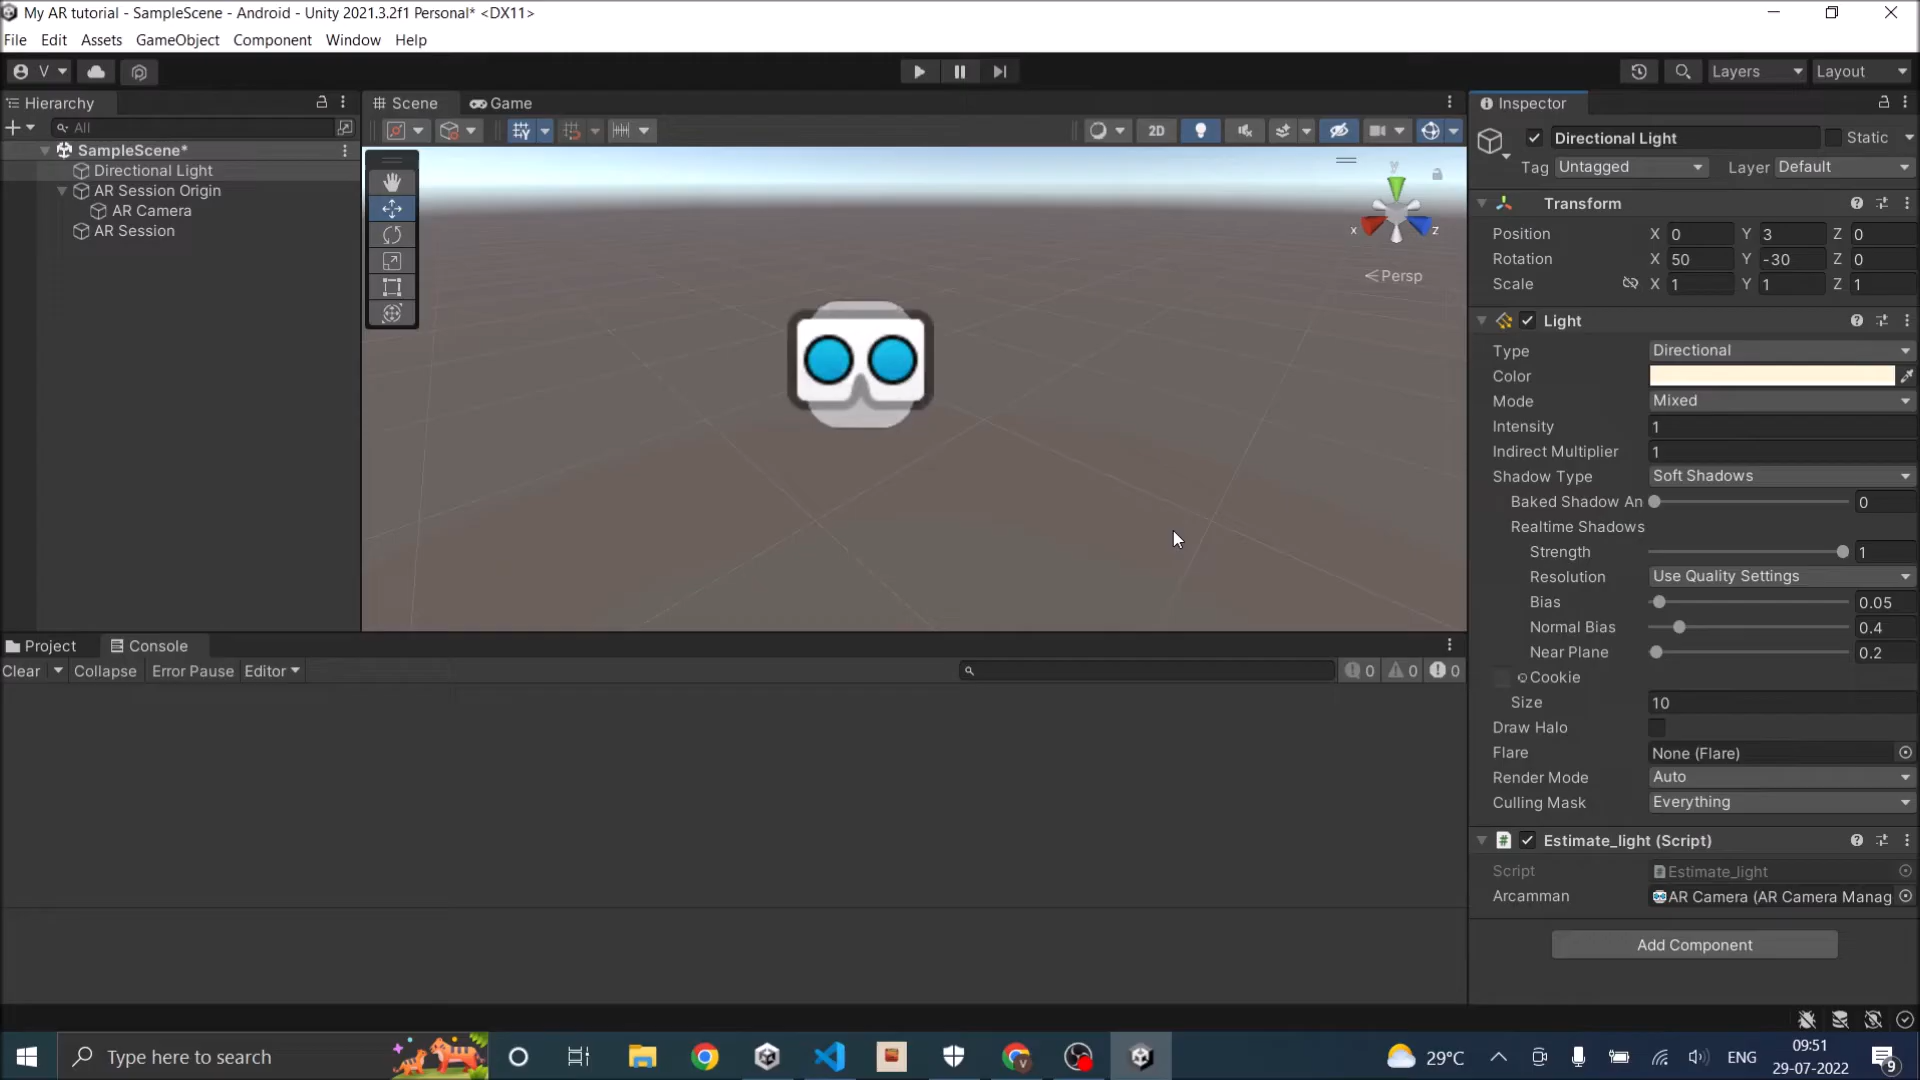 My AR tutorial - SampleScene - Android - Unity 2021.3.2f1 Personal* <DX11>
File Edit Assets GameObject Component Window Help
V Layers Layout
Hierarchy
All
SampleScene*
Directional Light
AR Session Origin
AR Camera
AR Session
Scene Game
2D
y
x z
Persp
Inspector
Directional Light Static
Tag Untagged Layer Default
Transform
Position X 0 Y 3 Z 0
Rotation X 50 Y -30 Z 0
Scale X 1 Y 1 Z 1
Light
Type Directional
Color
Mode Mixed
Intensity 1
Indirect Multiplier 1
Shadow Type Soft Shadows
Baked Shadow An 0
Realtime Shadows
Strength 1
Resolution Use Quality Settings
Bias 0.05
Normal Bias 0.4
Near Plane 0.2
Cookie
Size 10
Draw Halo
Flare None (Flare)
Render Mode Auto
Culling Mask Everything
Estimate_light (Script)
Script Estimate_light
Arcamman AR Camera (AR Camera Manag
Add Component
Project Console
Clear Collapse Error Pause Editor 0 0 0
Type here to search
V
29°C ENG
09:51
29-07-2022
9